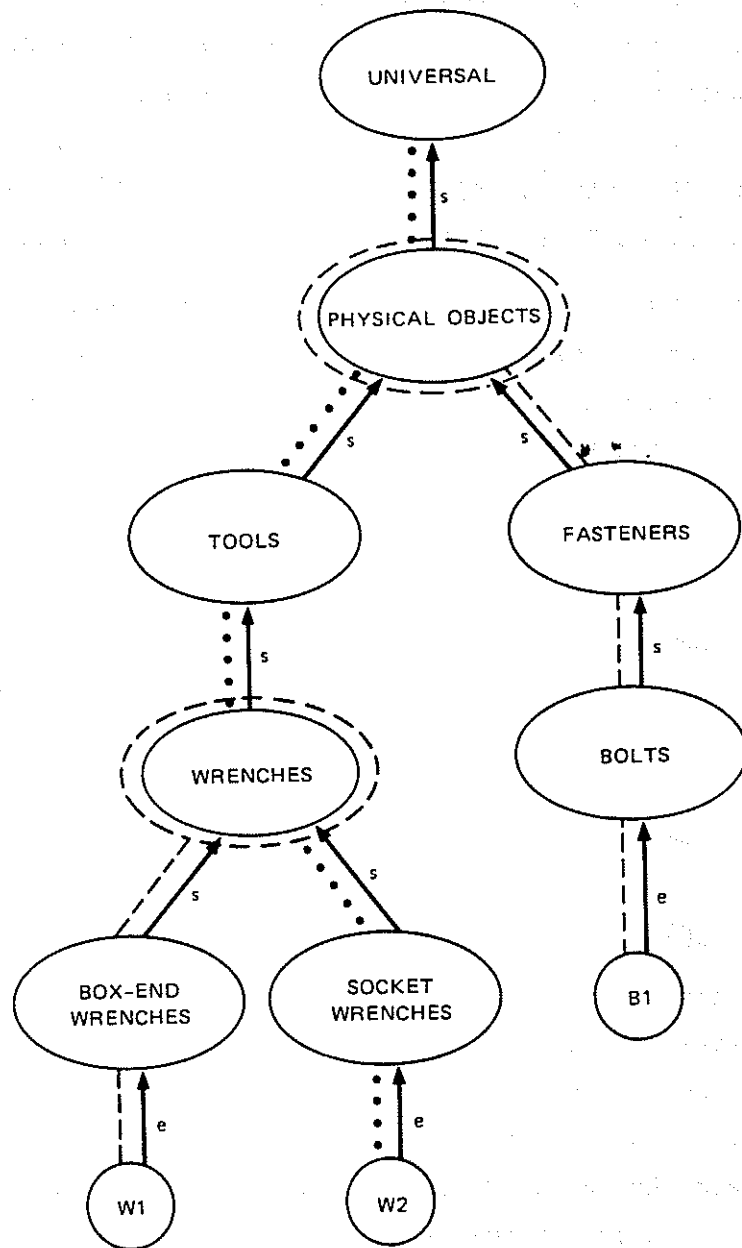 UNIVERSAL
s
PHYSICAL OBJECTS
s
s
TOOLS
FASTENERS
s
s
WRENCHES
BOLTS
s
s
e
BOX-END
WRENCHES
SOCKET
WRENCHES
B1
e
e
W1
W2